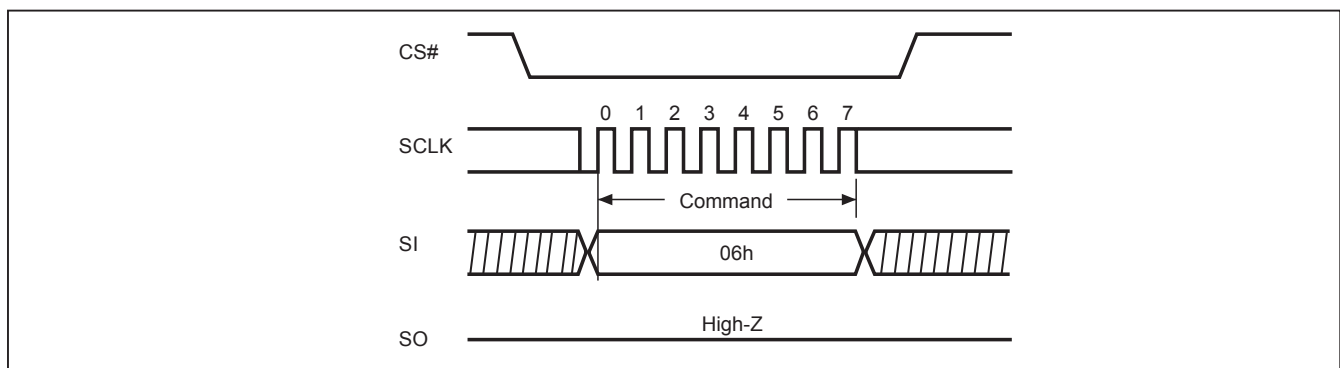 CS#
0 1 2 3 4 5 6 7
SCLK
Command
SI
06h
High-Z
SO